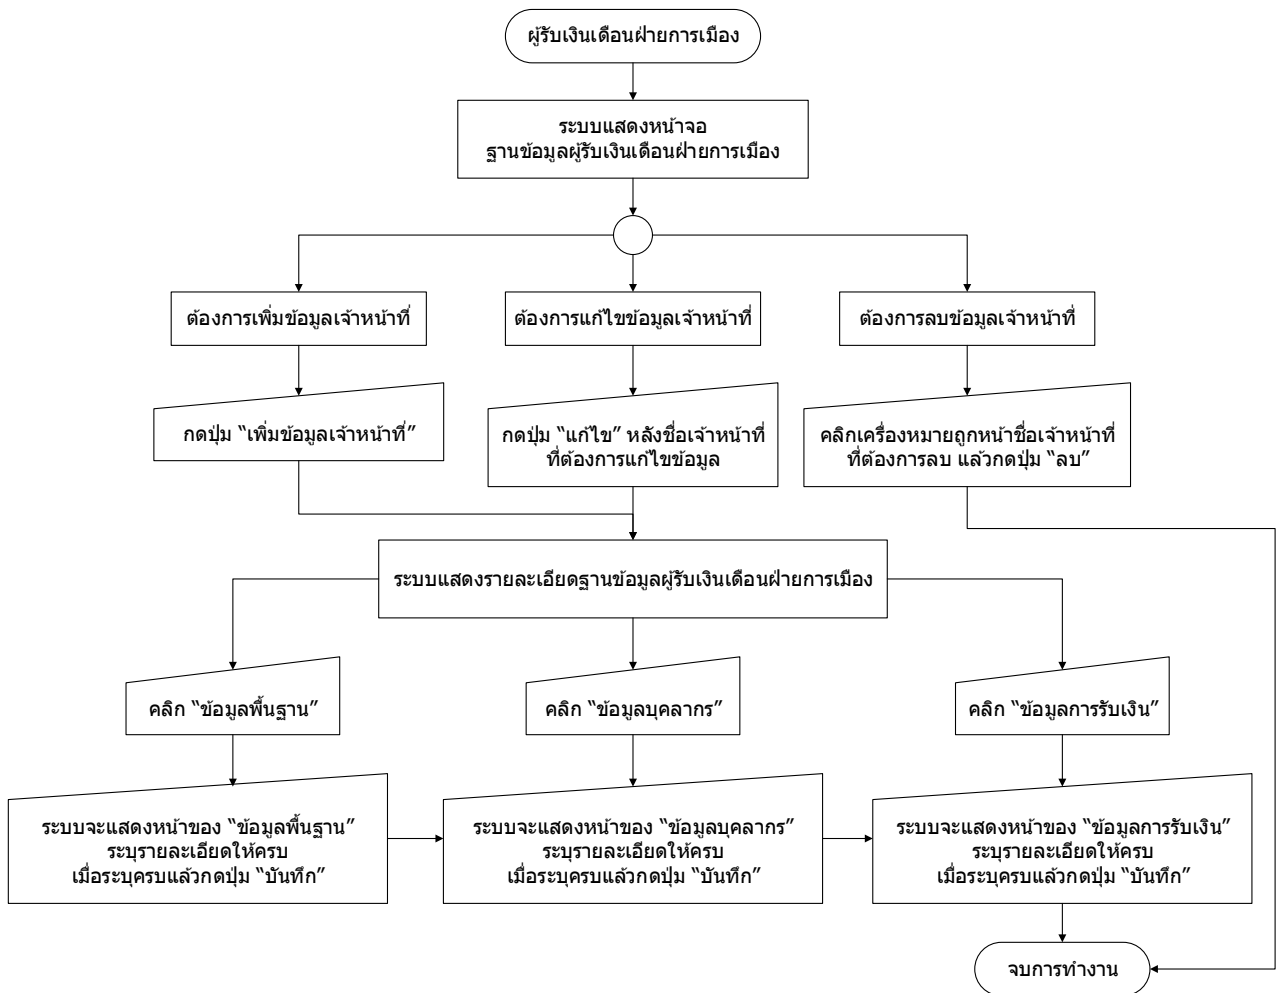 ผู้รับเงินเดือนฝ่ายการเมือง
ระบบแสดงหน้าจอ
ฐานข้อมูลผู้รับเงินเดือนฝ่ายการเมือง
ต้องการเพิ่มข้อมูลเจ้าหน้าที่
ต้องการแก้ไขข้อมูลเจ้าหน้าที่
ต้องการลบข้อมูลเจ้าหน้าที่
กดปุ่ม “เพิ่มข้อมูลเจ้าหน้าที่”
กดปุ่ม “แก้ไข” หลังชื่อเจ้าหน้าที่
ที่ต้องการแก้ไขข้อมูล
คลิกเครื่องหมายถูกหน้าชื่อเจ้าหน้าที่
ที่ต้องการลบ แล้วกดปุ่ม “ลบ”
ระบบแสดงรายละเอียดฐานข้อมูลผู้รับเงินเดือนฝ่ายการเมือง
คลิก “ข้อมูลพื้นฐาน”
คลิก “ข้อมูลบุคลากร”
คลิก “ข้อมูลการรับเงิน”
ระบบจะแสดงหน้าของ “ข้อมูลพื้นฐาน”
ระบุรายละเอียดให้ครบ
เมื่อระบุครบแล้วกดปุ่ม “บันทึก”
ระบบจะแสดงหน้าของ “ข้อมูลบุคลากร”
ระบุรายละเอียดให้ครบ
เมื่อระบุครบแล้วกดปุ่ม “บันทึก”
ระบบจะแสดงหน้าของ “ข้อมูลการรับเงิน”
ระบุรายละเอียดให้ครบ
เมื่อระบุครบแล้วกดปุ่ม “บันทึก”
จบการทำงาน